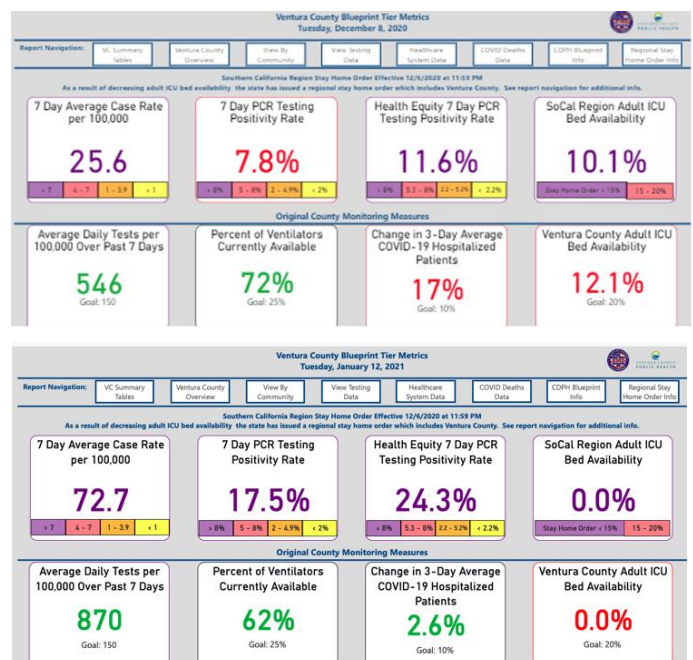 Ventura County Blueprint Tier Metrics
Tuesday, December 8, 2020
PUBLIC HEALTH
Report Navigation:
VC Summary Tables
Ventura County Overview
View By Community
View Testing Data
Healthcare System Data
COVID Deaths Data
CDPH Blueprint Info
Regional Stay Home Order Info
Southern California Region Stay Home Order Effective 12/6/2020 at 11:59 PM
As a result of decreasing adult ICU bed availability the state has issued a regional stay home order which includes Ventura County. See report navigation for additional info.
7 Day Average Case Rate per 100,000
25.6
> 7 4 - 7 1 - 3.9 < 1
7 Day PCR Testing Positivity Rate
7.8%
> 8% 5 - 8% 2 - 4.9% < 2%
Health Equity 7 Day PCR Testing Positivity Rate
11.6%
> 8% 5.3 - 8% 2.2 - 5.2% < 2.2%
SoCal Region Adult ICU Bed Availability
10.1%
Stay Home Order < 15% 15 - 20%
Original County Monitoring Measures
Average Daily Tests per 100,000 Over Past 7 Days
546
Goal: 150
Percent of Ventilators Currently Available
72%
Goal: 25%
Change in 3-Day Average COVID-19 Hospitalized Patients
17%
Goal: 10%
Ventura County Adult ICU Bed Availability
12.1%
Goal: 20%
Ventura County Blueprint Tier Metrics
Tuesday, January 12, 2021
PUBLIC HEALTH
Report Navigation:
VC Summary Tables
Ventura County Overview
View By Community
View Testing Data
Healthcare System Data
COVID Deaths Data
CDPH Blueprint Info
Regional Stay Home Order Info
Southern California Region Stay Home Order Effective 12/6/2020 at 11:59 PM
As a result of decreasing adult ICU bed availability the state has issued a regional stay home order which includes Ventura County. See report navigation for additional info.
7 Day Average Case Rate per 100,000
72.7
> 7 4 - 7 1 - 3.9 < 1
7 Day PCR Testing Positivity Rate
17.5%
> 8% 5 - 8% 2 - 4.9% < 2%
Health Equity 7 Day PCR Testing Positivity Rate
24.3%
> 8% 5.3 - 8% 2.2 - 5.2% < 2.2%
SoCal Region Adult ICU Bed Availability
0.0%
Stay Home Order < 15% 15 - 20%
Original County Monitoring Measures
Average Daily Tests per 100,000 Over Past 7 Days
870
Goal: 150
Percent of Ventilators Currently Available
62%
Goal: 25%
Change in 3-Day Average COVID-19 Hospitalized Patients
2.6%
Goal: 10%
Ventura County Adult ICU Bed Availability
0.0%
Goal: 20%